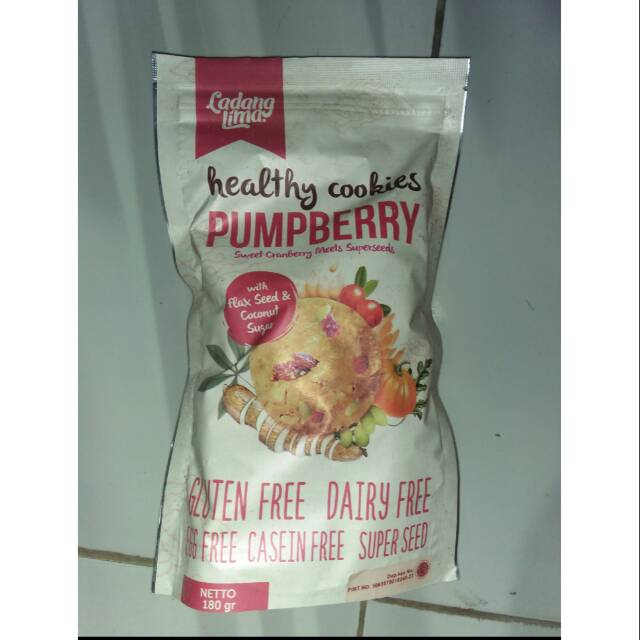 Ladang
Lima
healthy cookies
PUMPBERRY
Sweet Cranberry Meets Superseeds
with
Flax Seed &
Coconut
Sugar
GLUTEN FREE DAIRY FREE
EGG FREE CASEIN FREE SUPER SEED
NETTO
180 gr